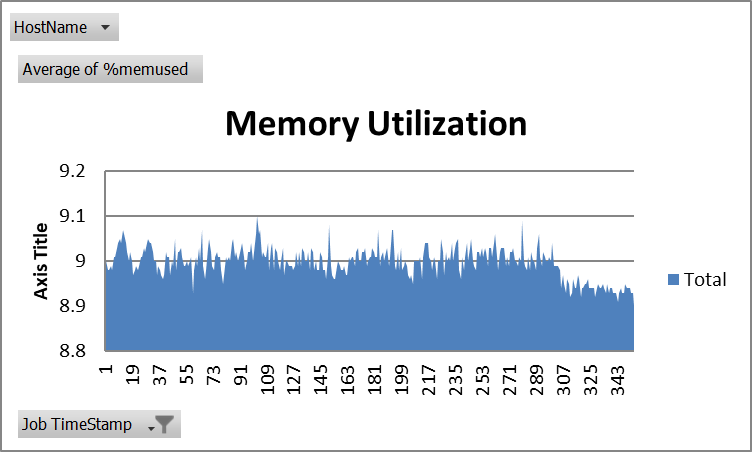 HostName
Average of %memused
Memory Utilization
9.2
9.1
9
8.9
8.8
Axis Title
Total
1 19 37 55 73 91 109 127 145 163 181 199 217 235 253 271 289 307 325 343
Job TimeStamp